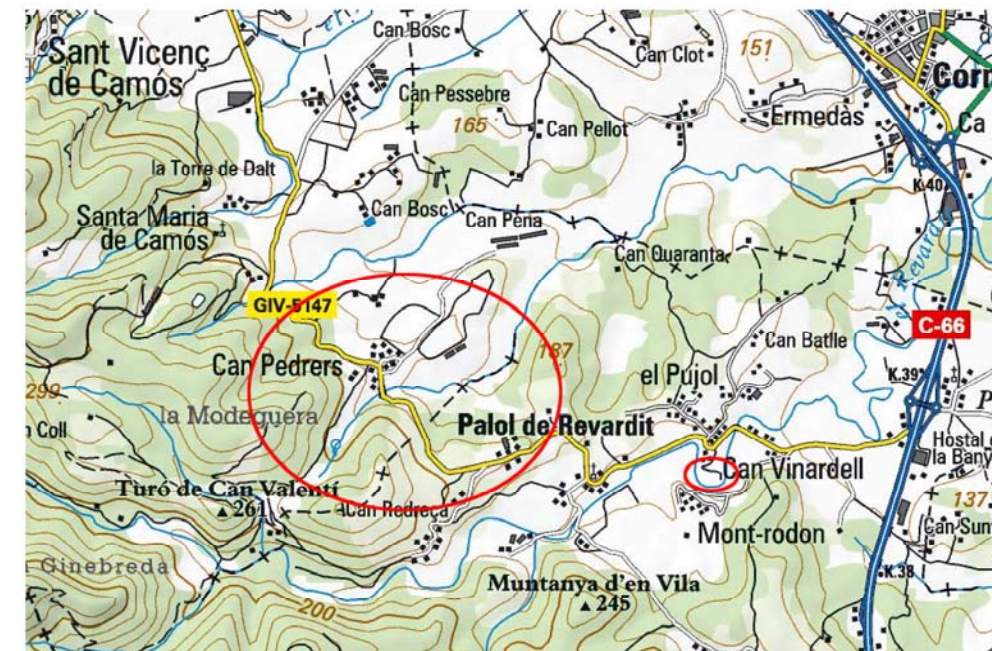 Can Bosc
Sant Vicenç
de Camós
Can Clot
151
Corn
Can Pessebre
165
Can Pellot
Ermedàs
Ca
la Torre de Dalt
K.40
Can Bosc
Can Pena
Santa Maria
de Camós
Revardit
Can Quaranta
GIV-5147
C-66
Can Batlle
187
Can Pedrers
el Pujol
K.39
299
la Modeguera
Palol de Revardit
P
n Coll
Hostal d
la Bany
Can Vinardell
Turó de Can Valentí
261
Can Redreça
137
Mont-rodon
Can Sun
Ginebreda
K.38
Muntanya d'en Vila
245
200